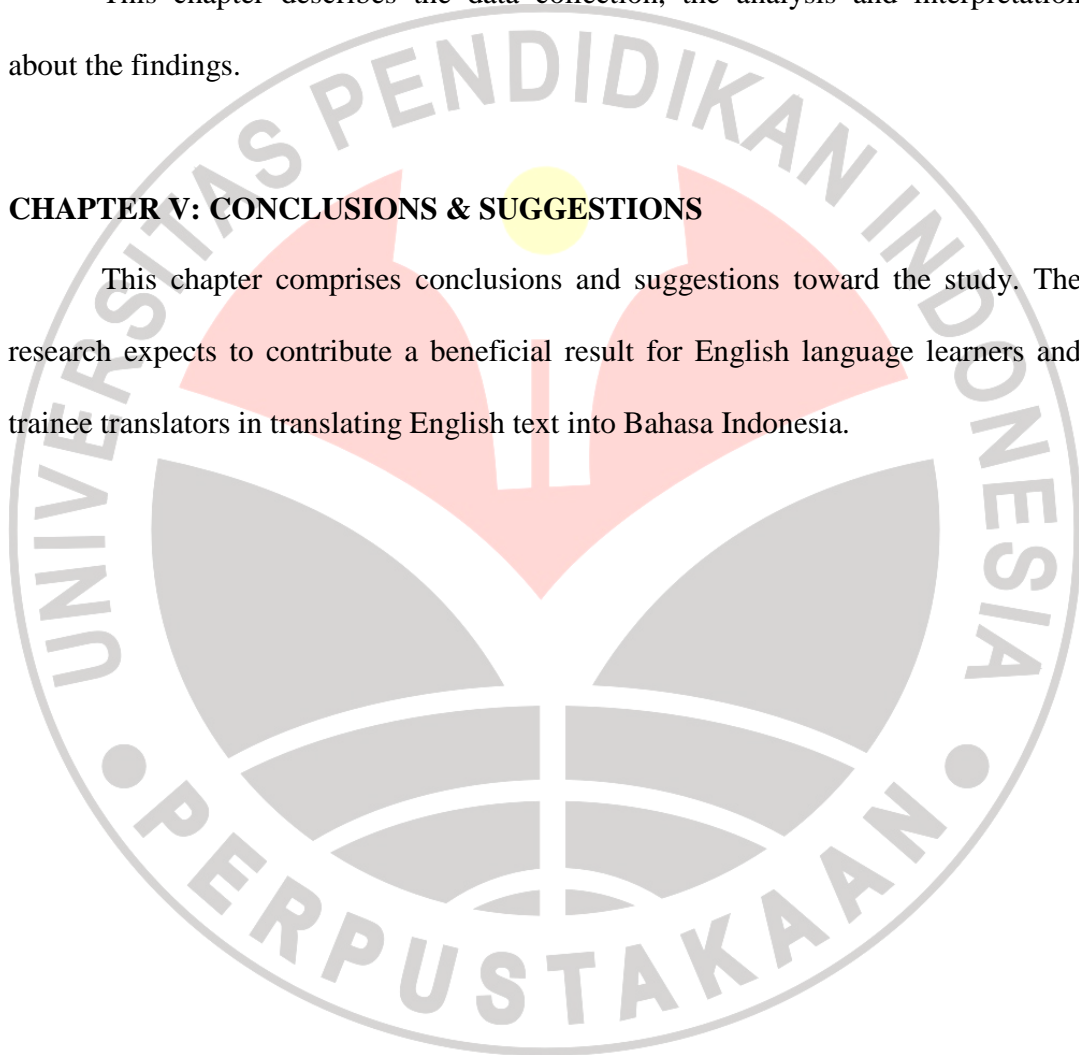 This chapter describes the data collection, the analysis and interpretation
about the findings.
CHAPTER V: CONCLUSIONS & SUGGESTIONS
This chapter comprises conclusions and suggestions toward the study. The
research expects to contribute a beneficial result for English language learners and
trainee translators in translating English text into Bahasa Indonesia.
UNIVERSITAS PENDIDIKAN INDONESIA
PERPUSTAKAAN